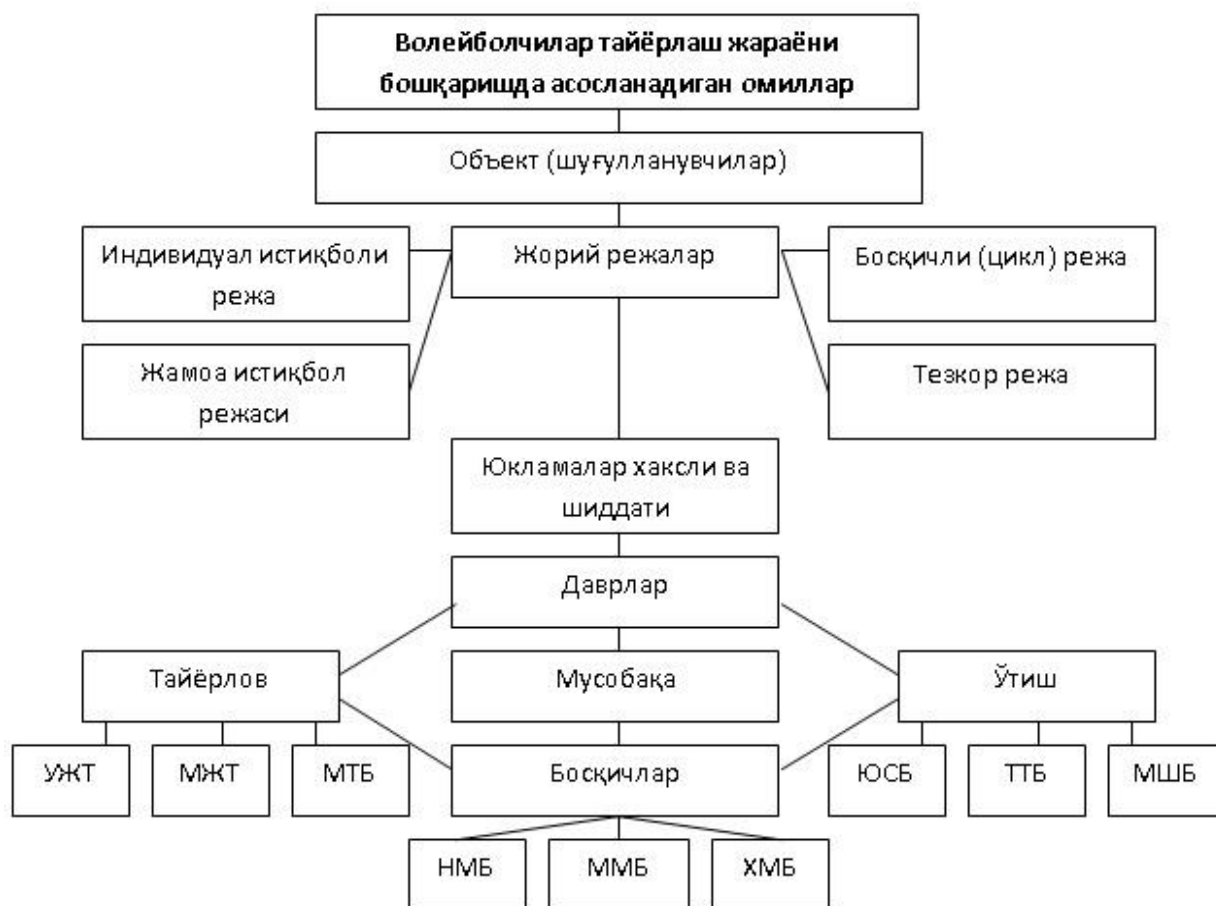 Волейболчилар тайёрлаш жараёни
бошқаришда асосланадиган омиллар
Объект (шуғулланувчилар)
Индивидуал истиқболи
режа
Жорий режалар
Босқичли (цикл) режа
Жамоа истиқбол
режаси
Тезкор режа
Юкламалар хаксли ва
шиддати
Даврлар
Тайёрлов
Мусобақа
Ўтиш
УЖТ
МЖТ
МТБ
Босқичлар
ЮСБ
ТТБ
МШБ
НМБ
ММБ
ХМБ